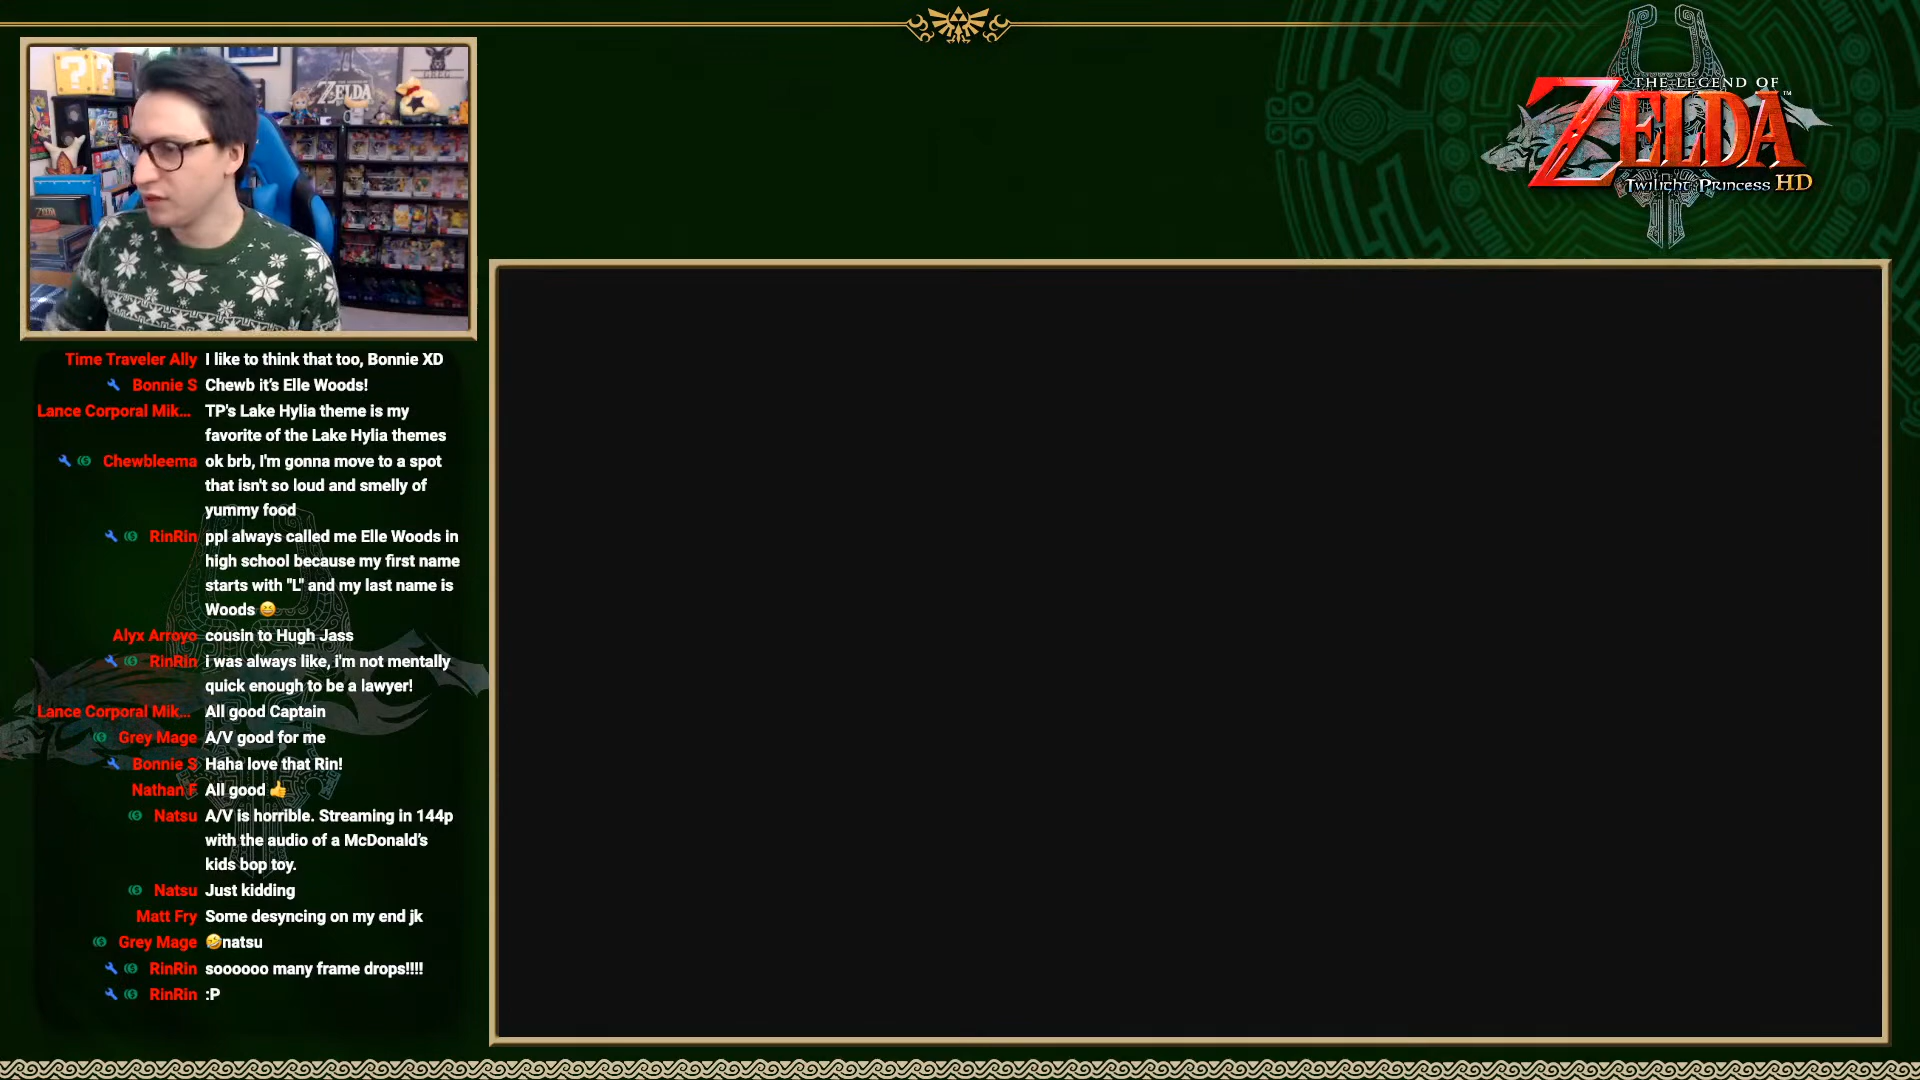 THE LEGEND OF
ZELDA™
Twilight Princess HD
ZELDA
GREG
Time Traveler Ally I like to think that too, Bonnie XD
Bonnie S Chewb it’s Elle Woods!
Lance Corporal Mik... TP's Lake Hylia theme is my
favorite of the Lake Hylia themes
Chewbleema ok brb, I'm gonna move to a spot
that isn't so loud and smelly of
yummy food
RinRin ppl always called me Elle Woods in
high school because my first name
starts with "L" and my last name is
Woods 😆
Alyx Arroyo cousin to Hugh Jass
RinRin i was always like, i'm not mentally
quick enough to be a lawyer!
Lance Corporal Mik... All good Captain
Grey Mage A/V good for me
Bonnie S Haha love that Rin!
Nathan F All good 👍
Natsu A/V is horrible. Streaming in 144p
with the audio of a McDonald’s
kids bop toy.
Natsu Just kidding
Matt Fry Some desyncing on my end jk
Grey Mage 🤣natsu
RinRin soooooo many frame drops!!!!
RinRin :P